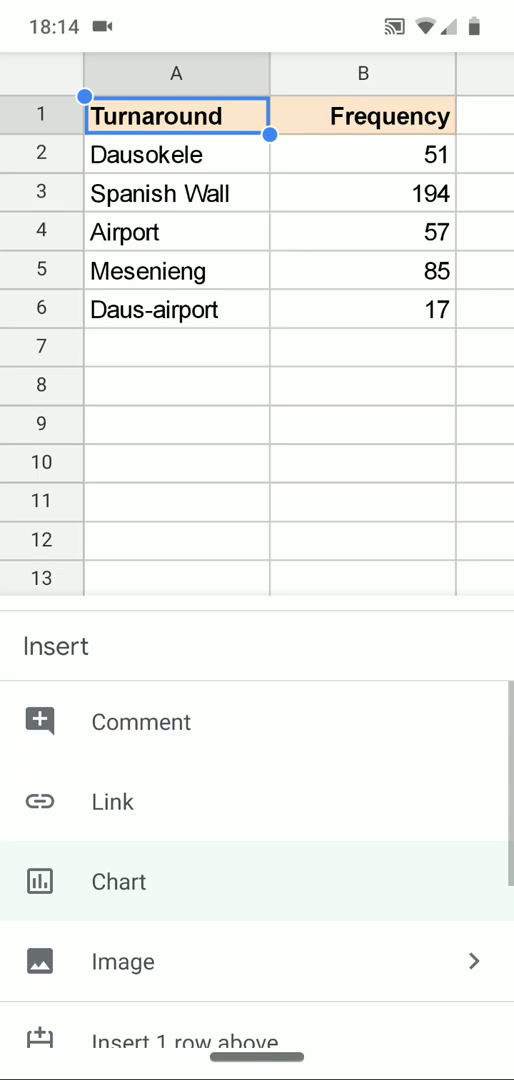 18:14
A B
1 Turnaround Frequency
2 Dausokele 51
3 Spanish Wall 194
4 Airport 57
5 Mesenieng 85
6 Daus-airport 17
7
8
9
10
11
12
13
Insert
Comment
Link
Chart
Image
Insert 1 row above